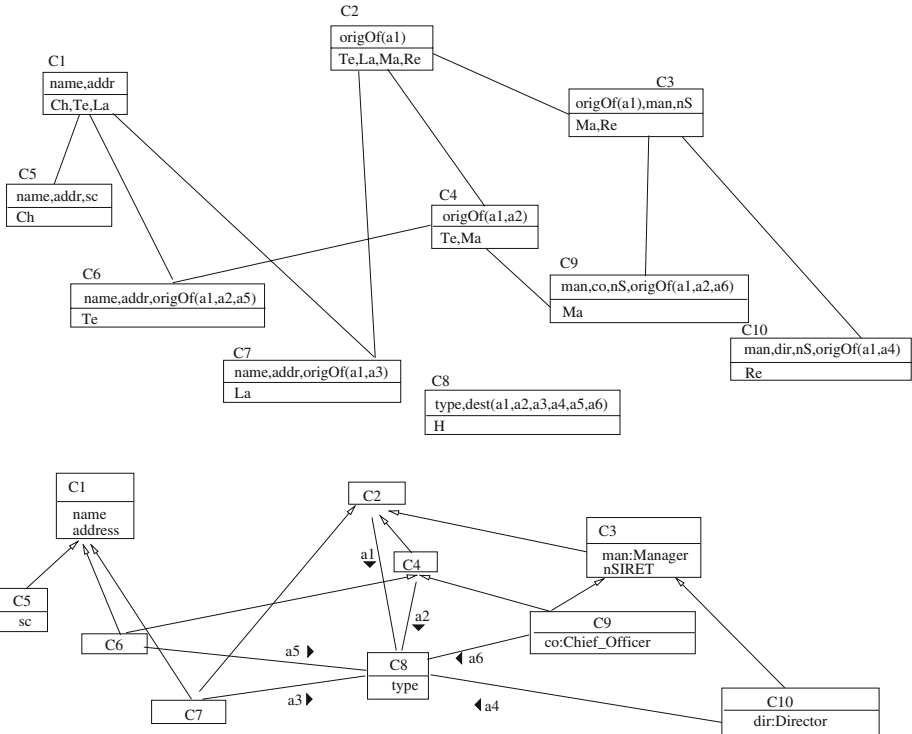 C2
origOf(a1)
Te,La,Ma,Re
C1
name,addr
Ch,Te,La
C3
origOf(a1),man,nS
Ma,Re
C5
name,addr,sc
Ch
C4
origOf(a1,a2)
Te,Ma
C6
name,addr,origOf(a1,a2,a5)
Te
C9
man,co,nS,origOf(a1,a2,a6)
Ma
C10
man,dir,nS,origOf(a1,a4)
Re
C7
name,addr,origOf(a1,a3)
La
C8
type,dest(a1,a2,a3,a4,a5,a6)
H
C1
name
address
C2
C3
man:Manager
nSIRET
a1
C4
C5
sc
a2
C9
co:Chief_Officer
C6
a5
a6
C8
type
a3
a4
C7
C10
dir:Director